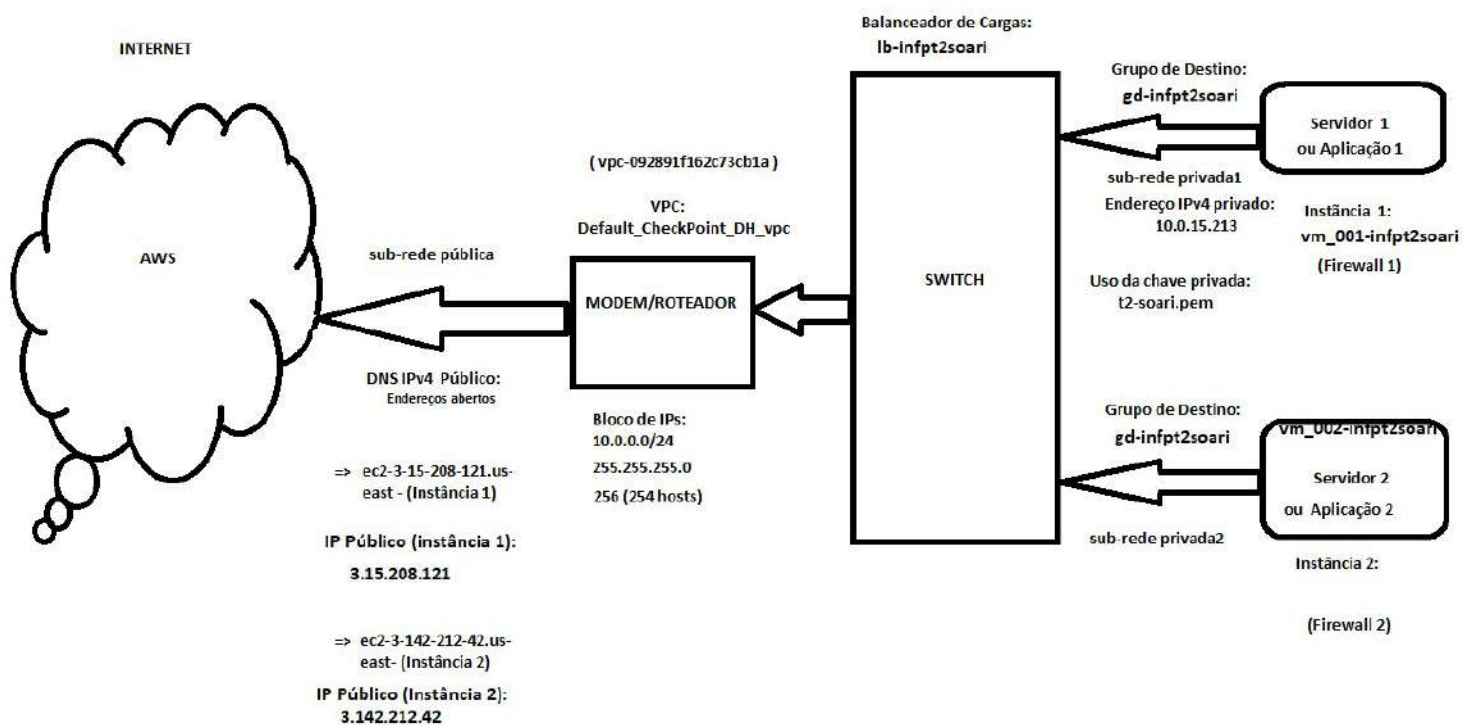 INTERNET
AWS
sub-rede pública
DNS IPv4 Público:
Endereços abertos
=> ec2-3-15-208-121.us-
east - (Instância 1)
IP Público (instância 1):
3.15.208.121
=> ec2-3-142-212-42.us-
east- (Instância 2)
IP Público (Instância 2):
3.142.212.42
( vpc-092891f162c73cb1a )
VPC:
Default_CheckPoint_DH_vpc
MODEM/ROTEADOR
Bloco de IPs:
10.0.0.0/24
255.255.255.0
256 (254 hosts)
Balanceador de Cargas:
lb-infpt2soari
SWITCH
Grupo de Destino:
gd-infpt2soari
sub-rede privada1
Endereço IPv4 privado:
10.0.15.213
Uso da chave privada:
t2-soari.pem
Servidor 1
ou Aplicação 1
Instância 1:
vm_001-infpt2soari
(Firewall 1)
Grupo de Destino:
gd-infpt2soari
sub-rede privada2
vm_002-infpt2soari
Servidor 2
ou Aplicação 2
Instância 2:
(Firewall 2)